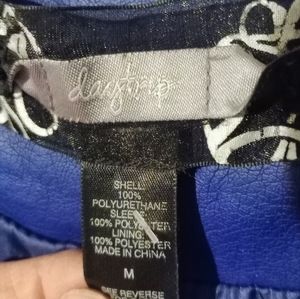 daytrip
SHELL:
100%
POLYURETHANE
SLEEVE:
100% POLYESTER
LINING:
100% POLYESTER
MADE IN CHINA
M
SEE REVERSE